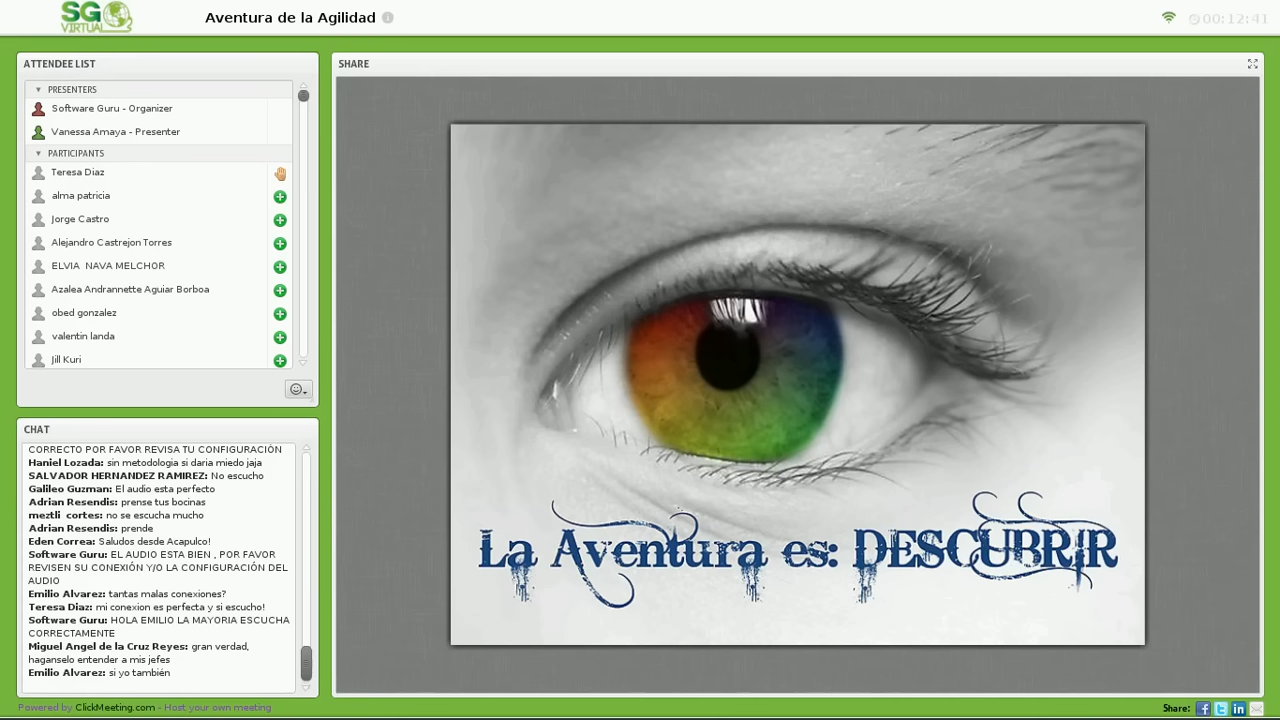 SG
VIRTUAL
Aventura de la Agilidad
00:12:41
ATTENDEE LIST
PRESENTERS
Software Guru - Organizer
Vanessa Amaya - Presenter
PARTICIPANTS
Teresa Diaz
alma patricia
Jorge Castro
Alejandro Castrejon Torres
ELVIA NAVA MELCHOR
Azalea Andrannette Aguiar Borboa
obed gonzalez
valentin landa
Jill Kuri
CHAT
CORRECTO POR FAVOR REVISA TU CONFIGURACIÓN
Haniel Lozada: sin metodologia si daria miedo jaja
SALVADOR HERNANDEZ RAMIREZ: No escucho
Galileo Guzman: El audio esta perfecto
Adrian Resendis: prense tus bocinas
meztli cortes: no se escucha mucho
Adrian Resendis: prende
Eden Correa: Saludos desde Acapulco!
Software Guru: EL AUDIO ESTA BIEN , POR FAVOR
REVISEN SU CONEXIÓN Y/O LA CONFIGURACIÓN DEL
AUDIO
Emilio Alvarez: tantas malas conexiones?
Teresa Diaz: mi conexion es perfecta y si escucho!
Software Guru: HOLA EMILIO LA MAYORIA ESCUCHA
CORRECTAMENTE
Miguel Angel de la Cruz Reyes: gran verdad,
haganselo entender a mis jefes
Emilio Alvarez: si yo también
SHARE
La Aventura es: DESCUBRIR
Powered by ClickMeeting.com - Host your own meeting
Share: